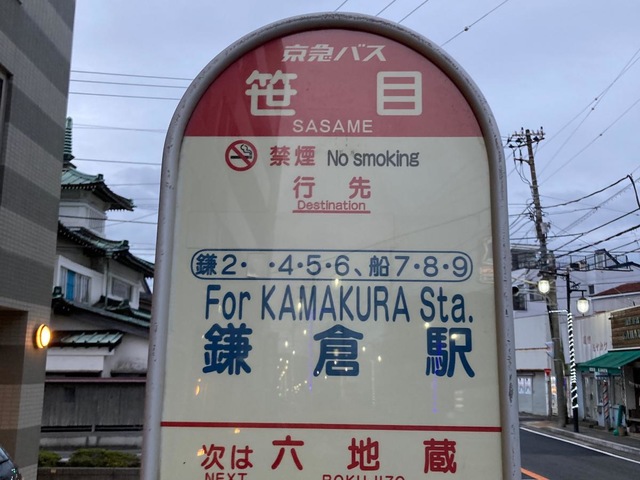 京急バス
笹目
SASAME
禁煙 No smoking
行先
Destination
鎌2・ ・4・5・6、船7・8・9
For KAMAKURA Sta.
鎌倉駅
次は 六地蔵
NEXT ROKUJIZO